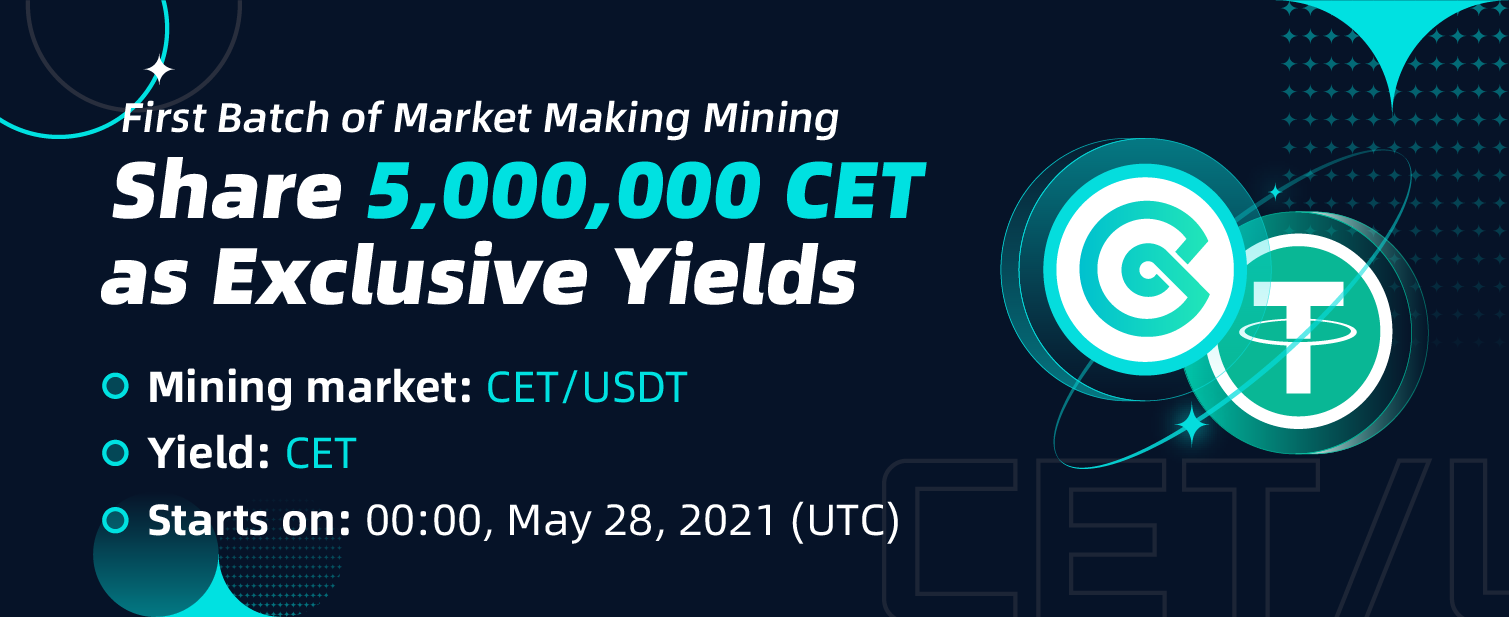 First Batch of Market Making Mining
Share 5,000,000 CET
as Exclusive Yields
Mining market: CET/USDT
Yield: CET
Starts on: 00:00, May 28, 2021 (UTC)
CET/U